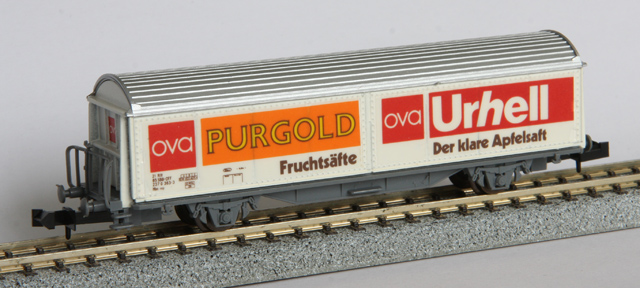 ova
PURGOLD
Fruchtsäfte
ova
Urhell
Der klare Apfelsaft